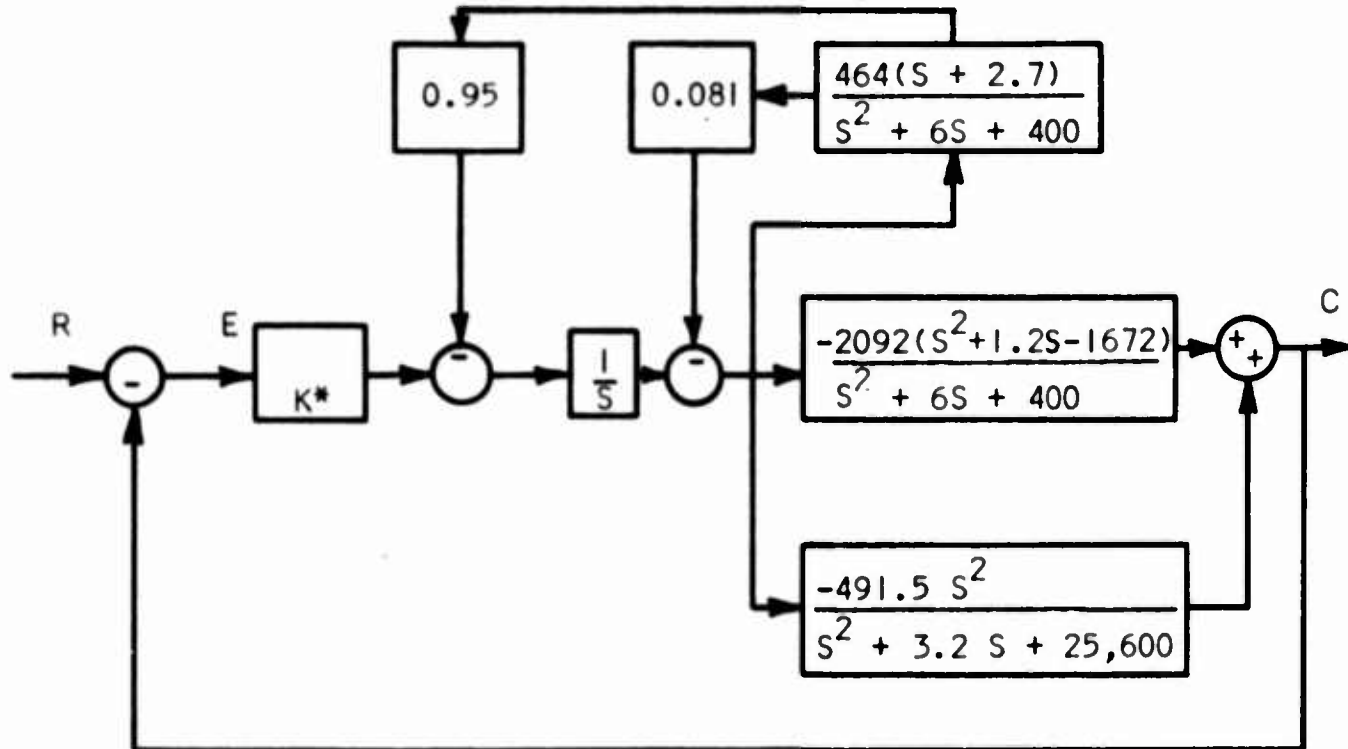 0.95
0.081
464(S + 2.7)
S² + 6S + 400
R
E
K*
-
-
1
S
-
-2092(S²+1.2S-1672)
S² + 6S + 400
+
+
C
-491.5 S²
S² + 3.2 S + 25,600